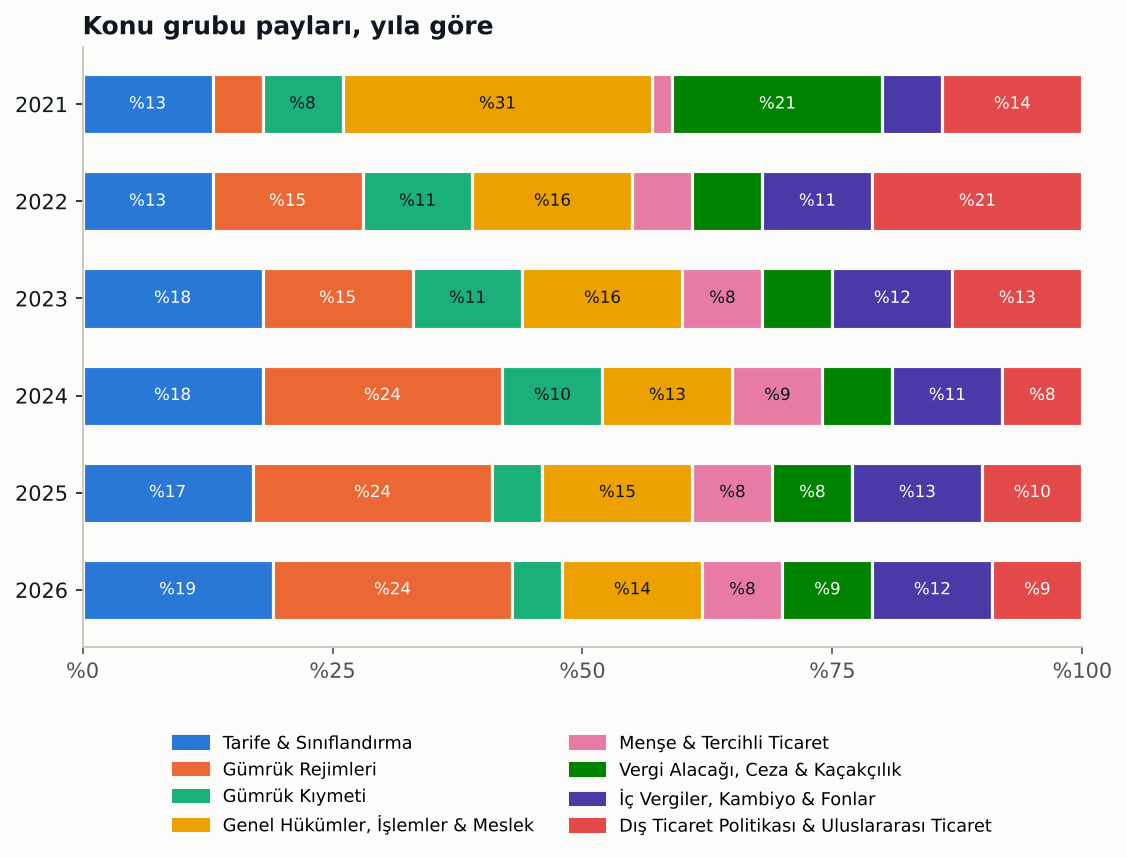 Konu grubu payları, yıla göre
2021 %13 %8 %31 %21 %14
2022 %13 %15 %11 %16 %11 %21
2023 %18 %15 %11 %16 %8 %12 %13
2024 %18 %24 %10 %13 %9 %11 %8
2025 %17 %24 %15 %8 %8 %13 %10
2026 %19 %24 %14 %8 %9 %12 %9
%0 %25 %50 %75 %100
Tarife & Sınıflandırma
Gümrük Rejimleri
Gümrük Kıymeti
Genel Hükümler, İşlemler & Meslek
Menşe & Tercihli Ticaret
Vergi Alacağı, Ceza & Kaçakçılık
İç Vergiler, Kambiyo & Fonlar
Dış Ticaret Politikası & Uluslararası Ticaret